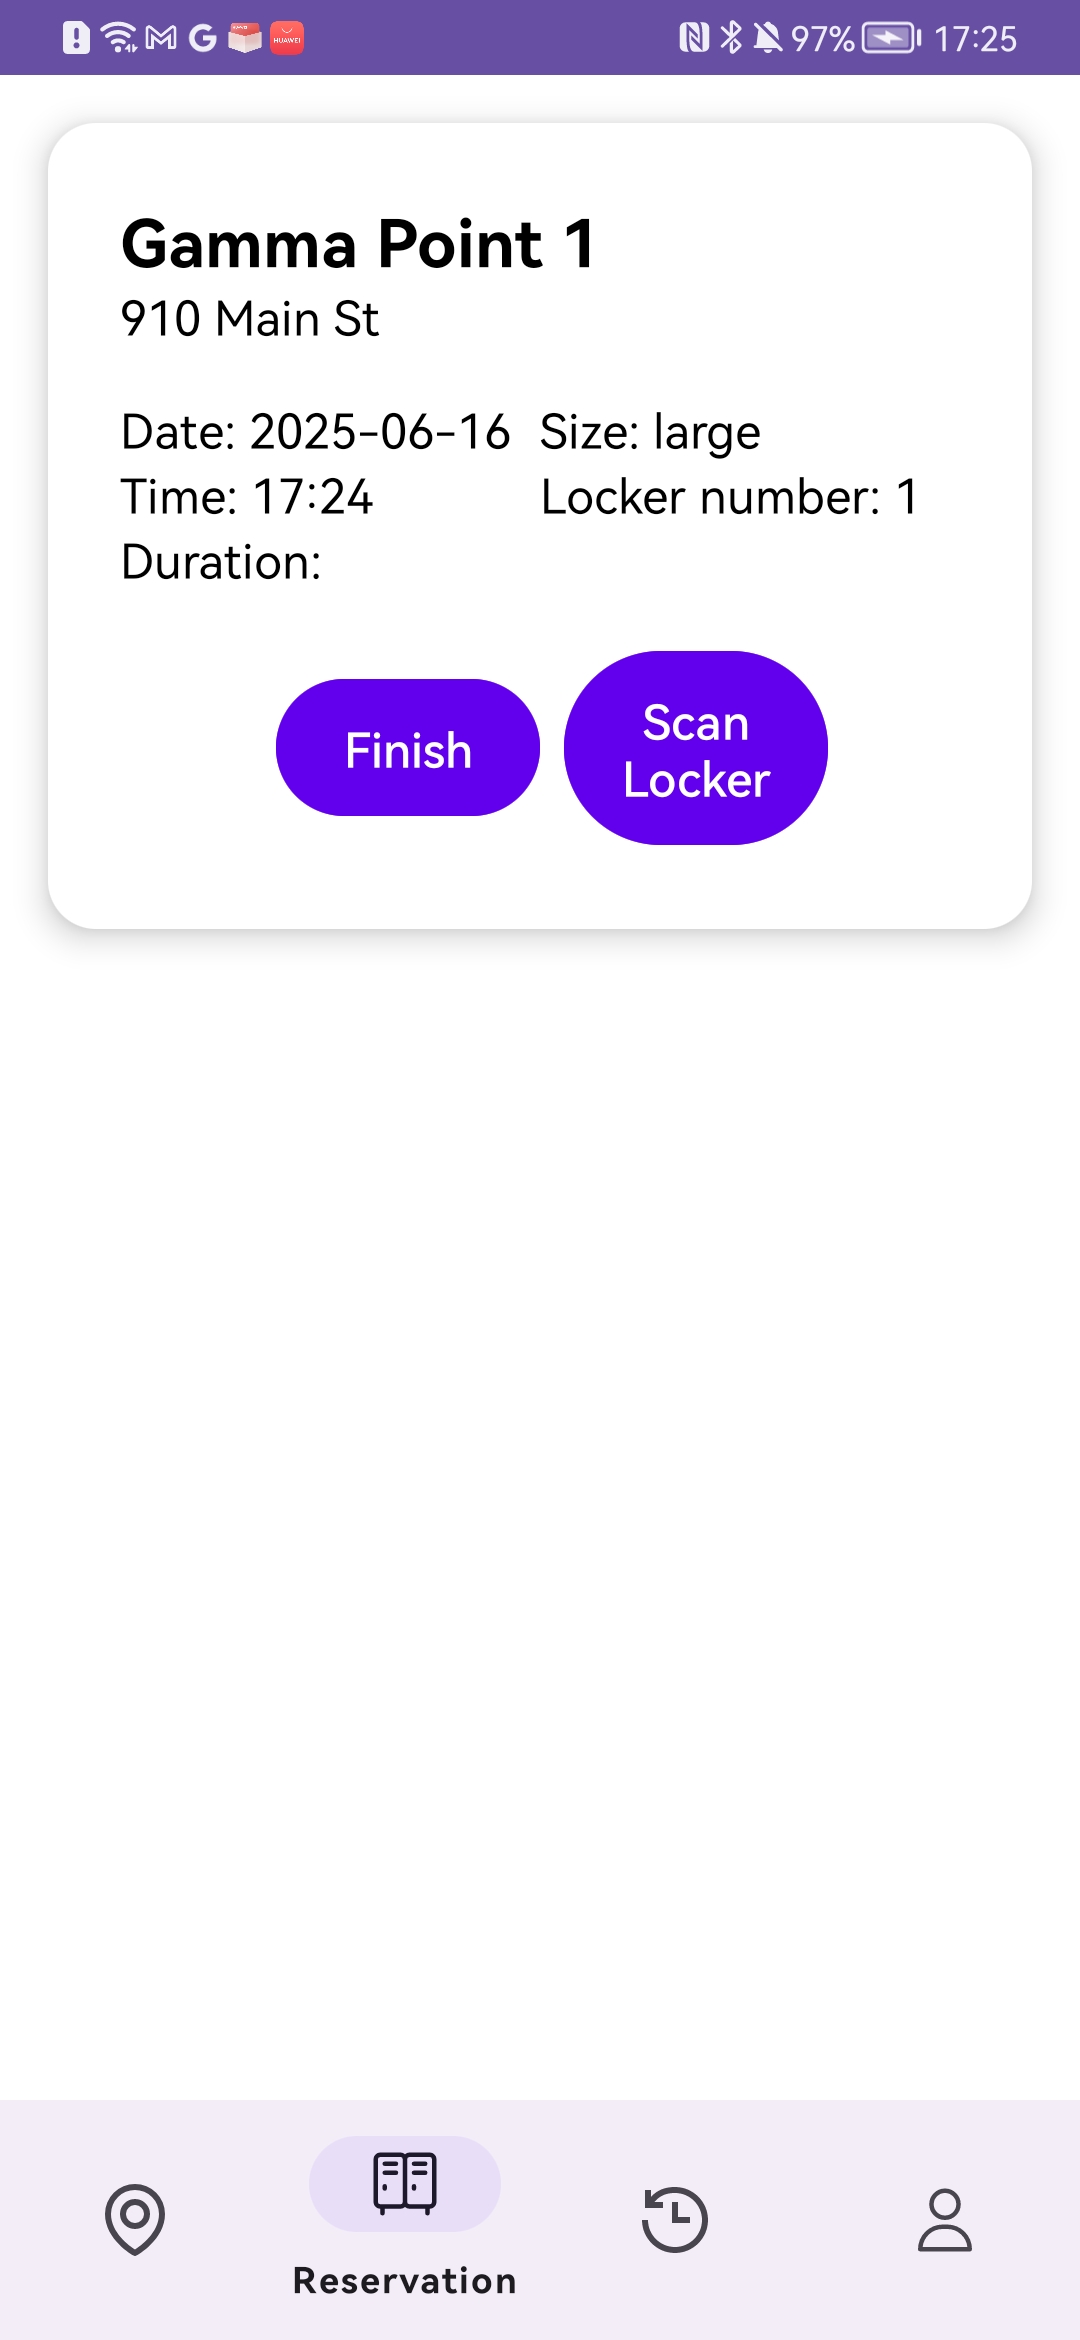 97% 17:25
Gamma Point 1
910 Main St
Date: 2025-06-16 Size: large
Time: 17:24 Locker number: 1
Duration:
Finish
Scan
Locker
Reservation